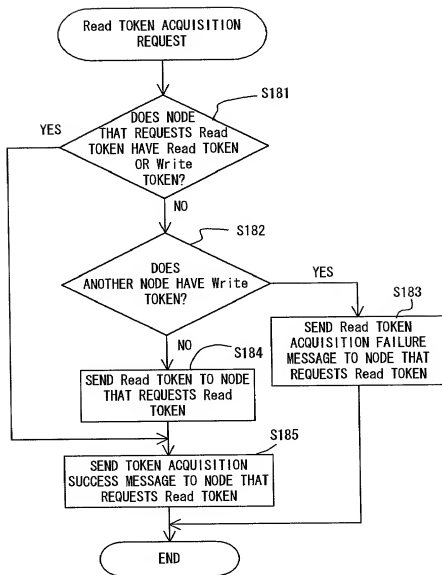 Read TOKEN ACQUISITION
REQUEST
S181
DOES NODE
THAT REQUESTS Read
TOKEN HAVE Read TOKEN
OR Write
TOKEN?
YES
NO
S182
DOES
ANOTHER NODE HAVE Write
TOKEN?
YES
NO
S183
SEND Read TOKEN
ACQUISITION FAILURE
MESSAGE TO NODE THAT
REQUESTS Read TOKEN
S184
SEND Read TOKEN TO NODE
THAT REQUESTS Read
TOKEN
S185
SEND TOKEN ACQUISITION
SUCCESS MESSAGE TO NODE THAT
REQUESTS Read TOKEN
END